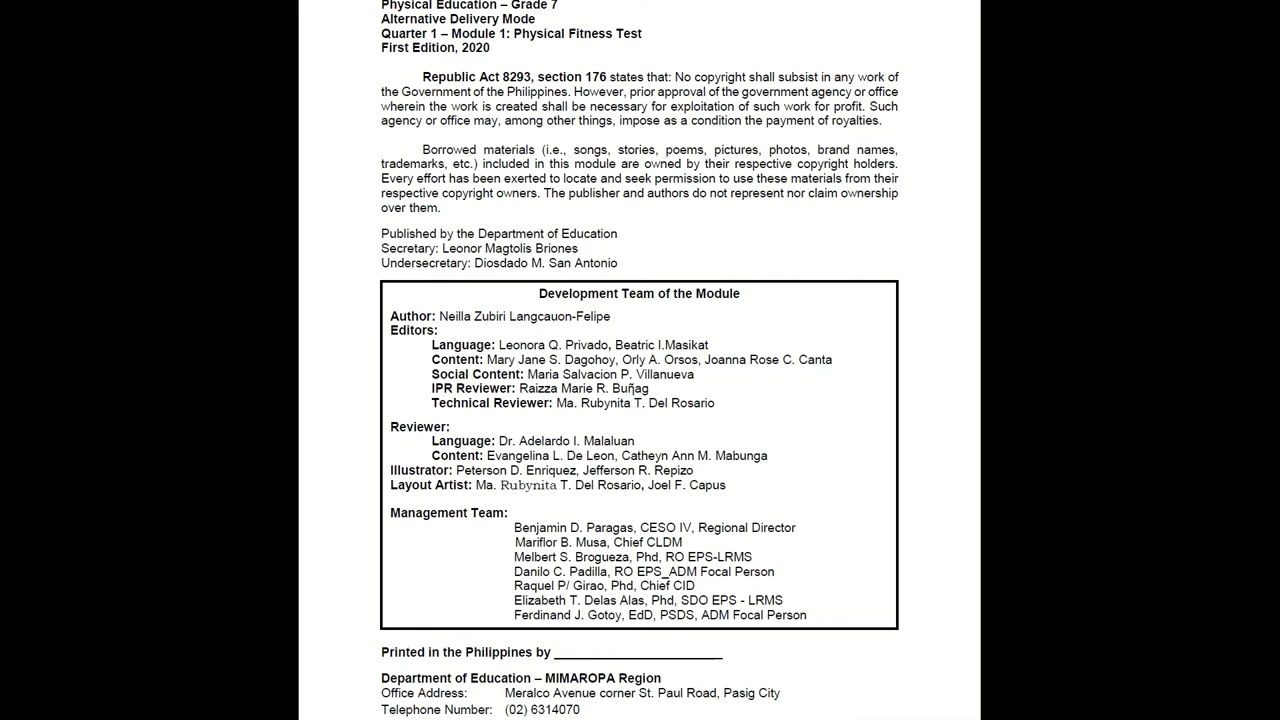 Physical Education – Grade 7
Alternative Delivery Mode
Quarter 1 – Module 1: Physical Fitness Test
First Edition, 2020
Republic Act 8293, section 176 states that: No copyright shall subsist in any work of
the Government of the Philippines. However, prior approval of the government agency or office
wherein the work is created shall be necessary for exploitation of such work for profit. Such
agency or office may, among other things, impose as a condition the payment of royalties.
Borrowed materials (i.e., songs, stories, poems, pictures, photos, brand names,
trademarks, etc.) included in this module are owned by their respective copyright holders.
Every effort has been exerted to locate and seek permission to use these materials from their
respective copyright owners. The publisher and authors do not represent nor claim ownership
over them.
Published by the Department of Education
Secretary: Leonor Magtolis Briones
Undersecretary: Diosdado M. San Antonio
Development Team of the Module
Author: Neilla Zubiri Langcauon-Felipe
Editors:
Language: Leonora Q. Privado, Beatric I.Masikat
Content: Mary Jane S. Dagohoy, Orly A. Orsos, Joanna Rose C. Canta
Social Content: Maria Salvacion P. Villanueva
IPR Reviewer: Raizza Marie R. Buñag
Technical Reviewer: Ma. Rubynita T. Del Rosario
Reviewer:
Language: Dr. Adelardo I. Malaluan
Content: Evangelina L. De Leon, Catheyn Ann M. Mabunga
Illustrator: Peterson D. Enriquez, Jefferson R. Repizo
Layout Artist: Ma. Rubynita T. Del Rosario, Joel F. Capus
Management Team:
Benjamin D. Paragas, CESO IV, Regional Director
Mariflor B. Musa, Chief CLDM
Melbert S. Brogueza, Phd, RO EPS-LRMS
Danilo C. Padilla, RO EPS_ADM Focal Person
Raquel P/ Girao, Phd, Chief CID
Elizabeth T. Delas Alas, Phd, SDO EPS - LRMS
Ferdinand J. Gotoy, EdD, PSDS, ADM Focal Person
Printed in the Philippines by ________________________
Department of Education – MIMAROPA Region
Office Address: Meralco Avenue corner St. Paul Road, Pasig City
Telephone Number: (02) 6314070